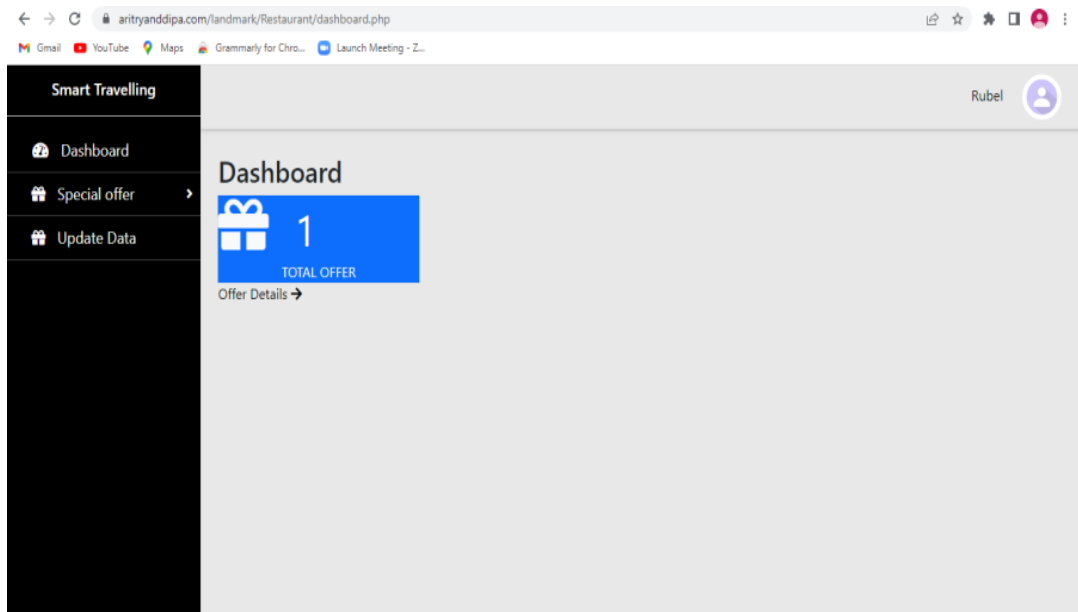 aritryanddipa.com/landmark/Restaurant/dashboard.php
Gmail YouTube Maps Grammarly for Chro... Launch Meeting - Z...
Smart Travelling
Rubel
Dashboard
Special offer
Update Data
Dashboard
1
TOTAL OFFER
Offer Details